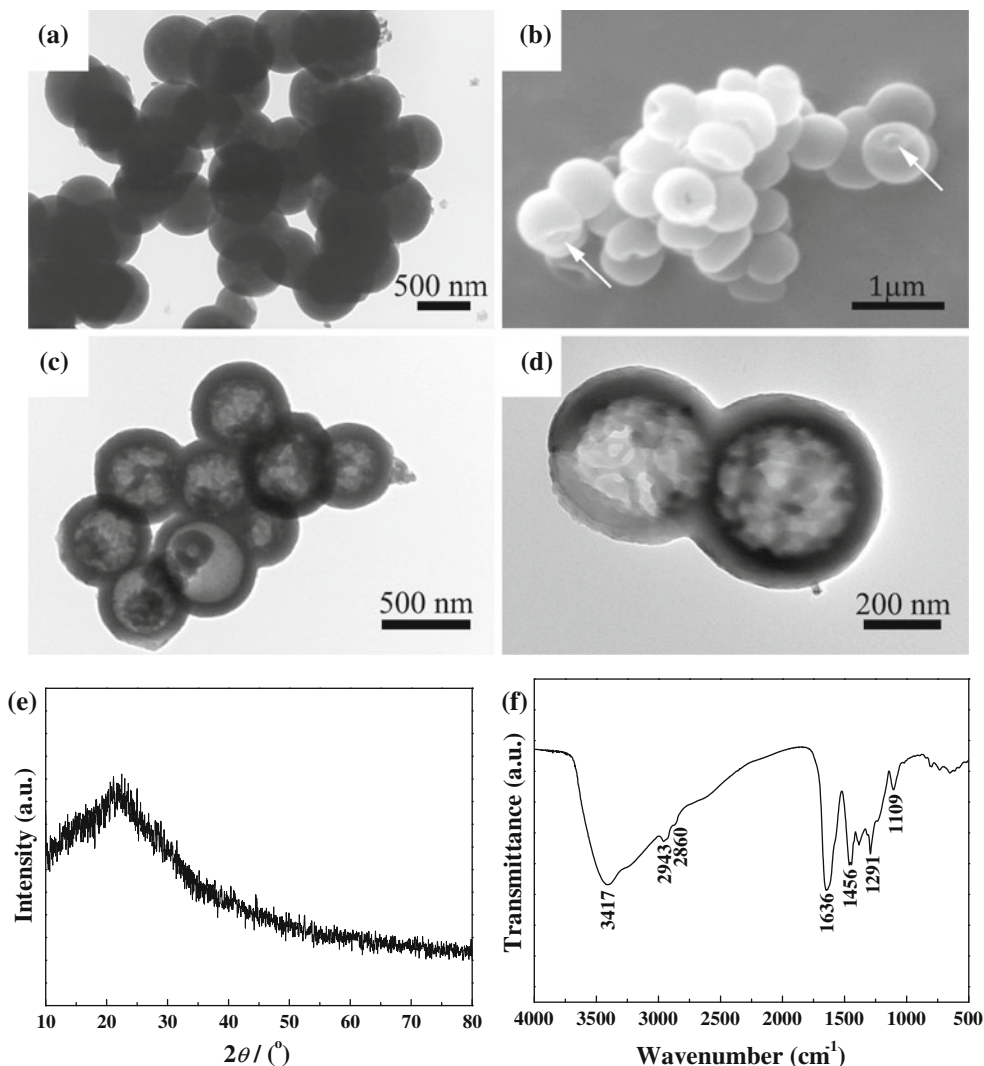 (a)
500 nm
(b)
1μm
(c)
500 nm
(d)
200 nm
(e)
Intensity (a.u.)
10 20 30 40 50 60 70 80
2θ / (°)
(f)
Transmittance (a.u.)
3417
2943
2860
1636
1456
1291
1109
4000 3500 3000 2500 2000 1500 1000 500
Wavenumber (cm⁻¹)